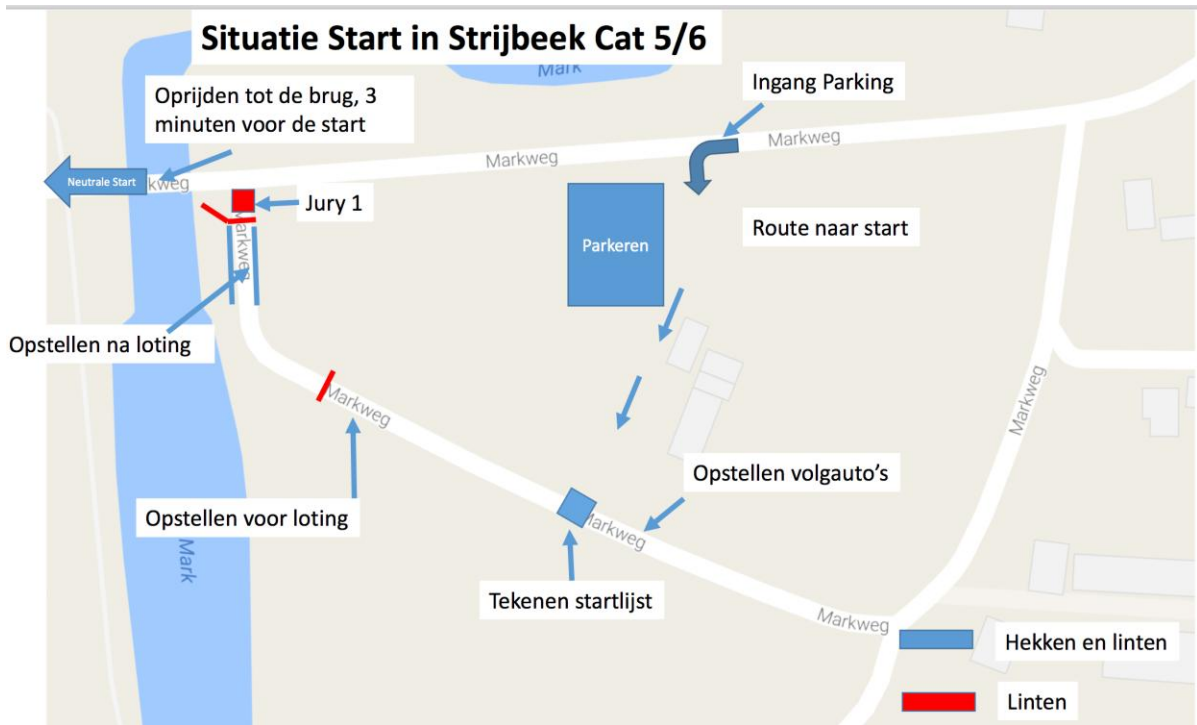 Situatie Start in Strijbeek Cat 5/6
Mark
Oprijden tot de brug, 3
minuten voor de start
Ingang Parking
Markweg
Markweg
Neutrale Start
kweg
Jury 1
Markweg
Parkeren
Route naar start
Opstellen na loting
Markweg
Markweg
Opstellen volgauto's
Opstellen voor loting
Markweg
Mark
Tekenen startlijst
Markweg
Hekken en linten
Linten